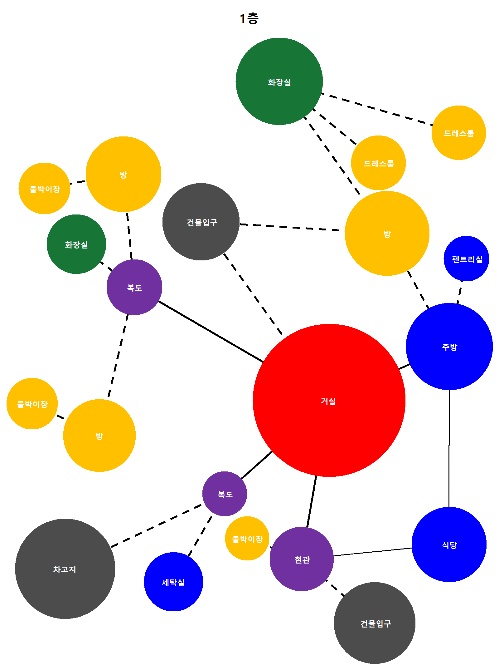 1층
화장실
드레스룸
드레스룸
방
붙박이장
건물입구
방
화장실
팬트리실
복도
주방
거실
붙박이장
방
복도
붙박이장
식당
현관
차고지
세탁실
건물입구